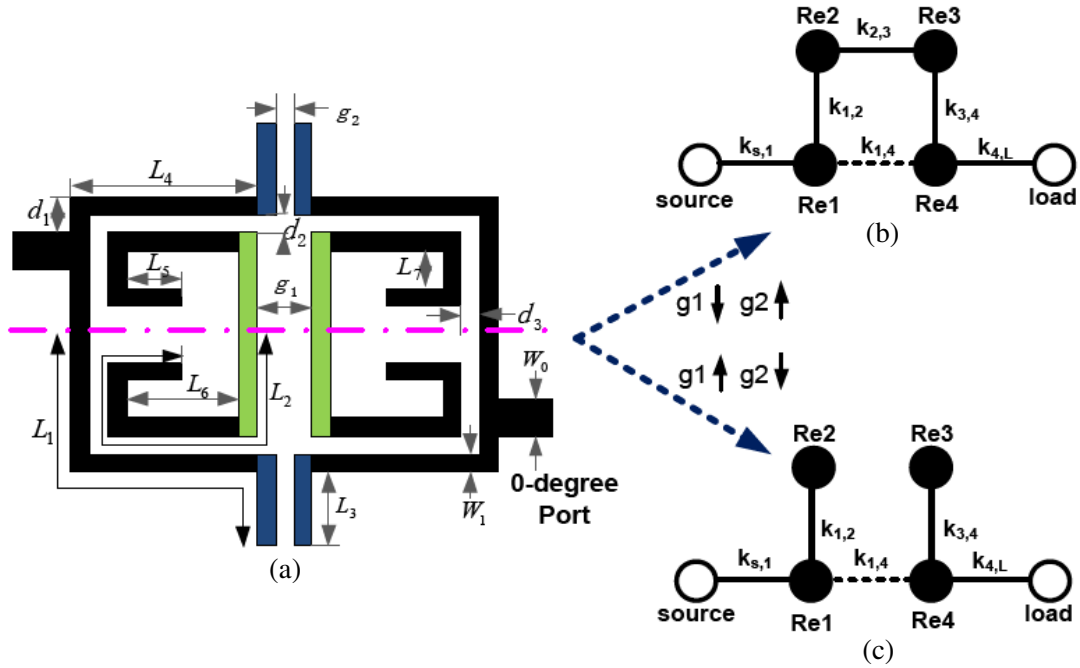 g2
L4
d1
d2
L5
g1
L7
d3
L6
L2
L1
W0
L3
W1
0-degree
Port
(a)
Re2
Re3
k2,3
k1,2
k3,4
ks,1
k1,4
k4,L
source
Re1
Re4
load
(b)
g1 ↓ g2 ↑
g1 ↑ g2 ↓
Re2
Re3
k1,2
k3,4
ks,1
k1,4
k4,L
source
Re1
Re4
load
(c)